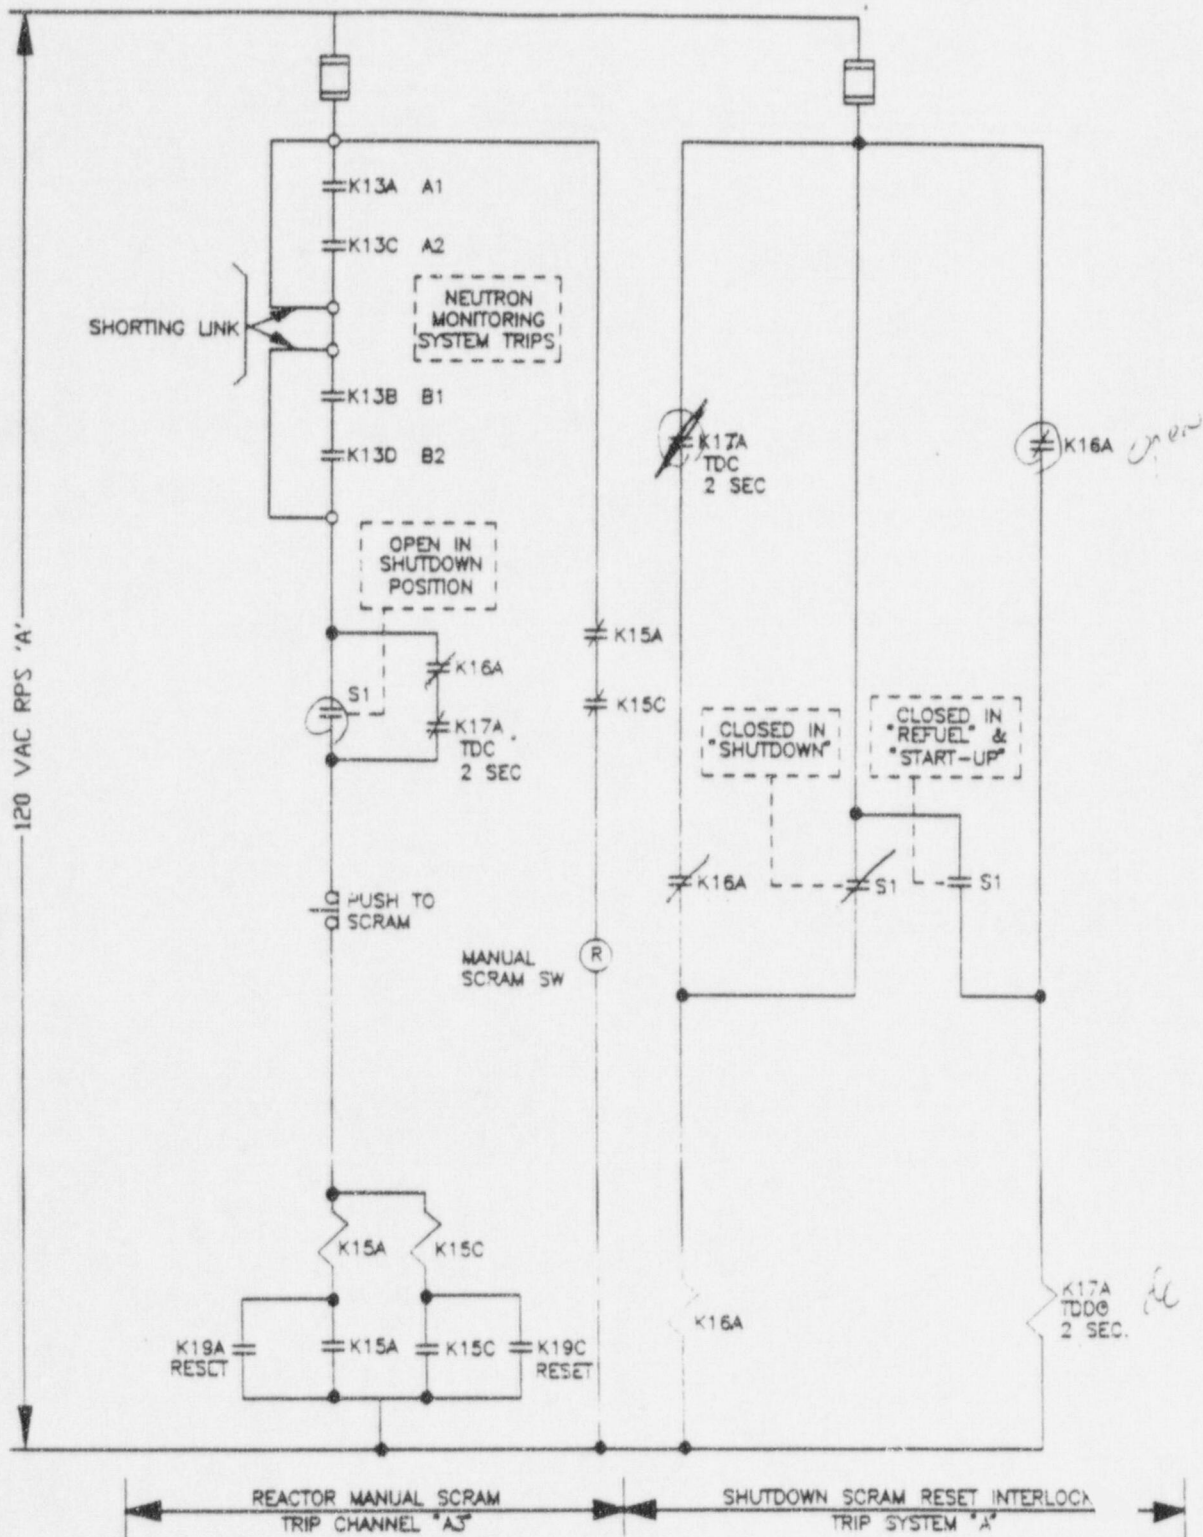 120 VAC RPS 'A'
K13A A1
K13C A2
SHORTING LINK
NEUTRON
MONITORING
SYSTEM TRIPS
K13B B1
K13D B2
OPEN IN
SHUTDOWN
POSITION
S1
K16A
K17A
TDC
2 SEC
K15A
K15C
PUSH TO
SCRAM
MANUAL
SCRAM SW
R
K15A
K15C
K19A
RESET
K15A
K15C
K19C
RESET
K17A
TDC
2 SEC
K16A
open
CLOSED IN
"SHUTDOWN"
CLOSED IN
"REFUEL" &
"START-UP"
K16A
S1
S1
K16A
K17A
TDDO
2 SEC.
REACTOR MANUAL SCRAM
TRIP CHANNEL "A3"
SHUTDOWN SCRAM RESET INTERLOCK
TRIP SYSTEM "A"